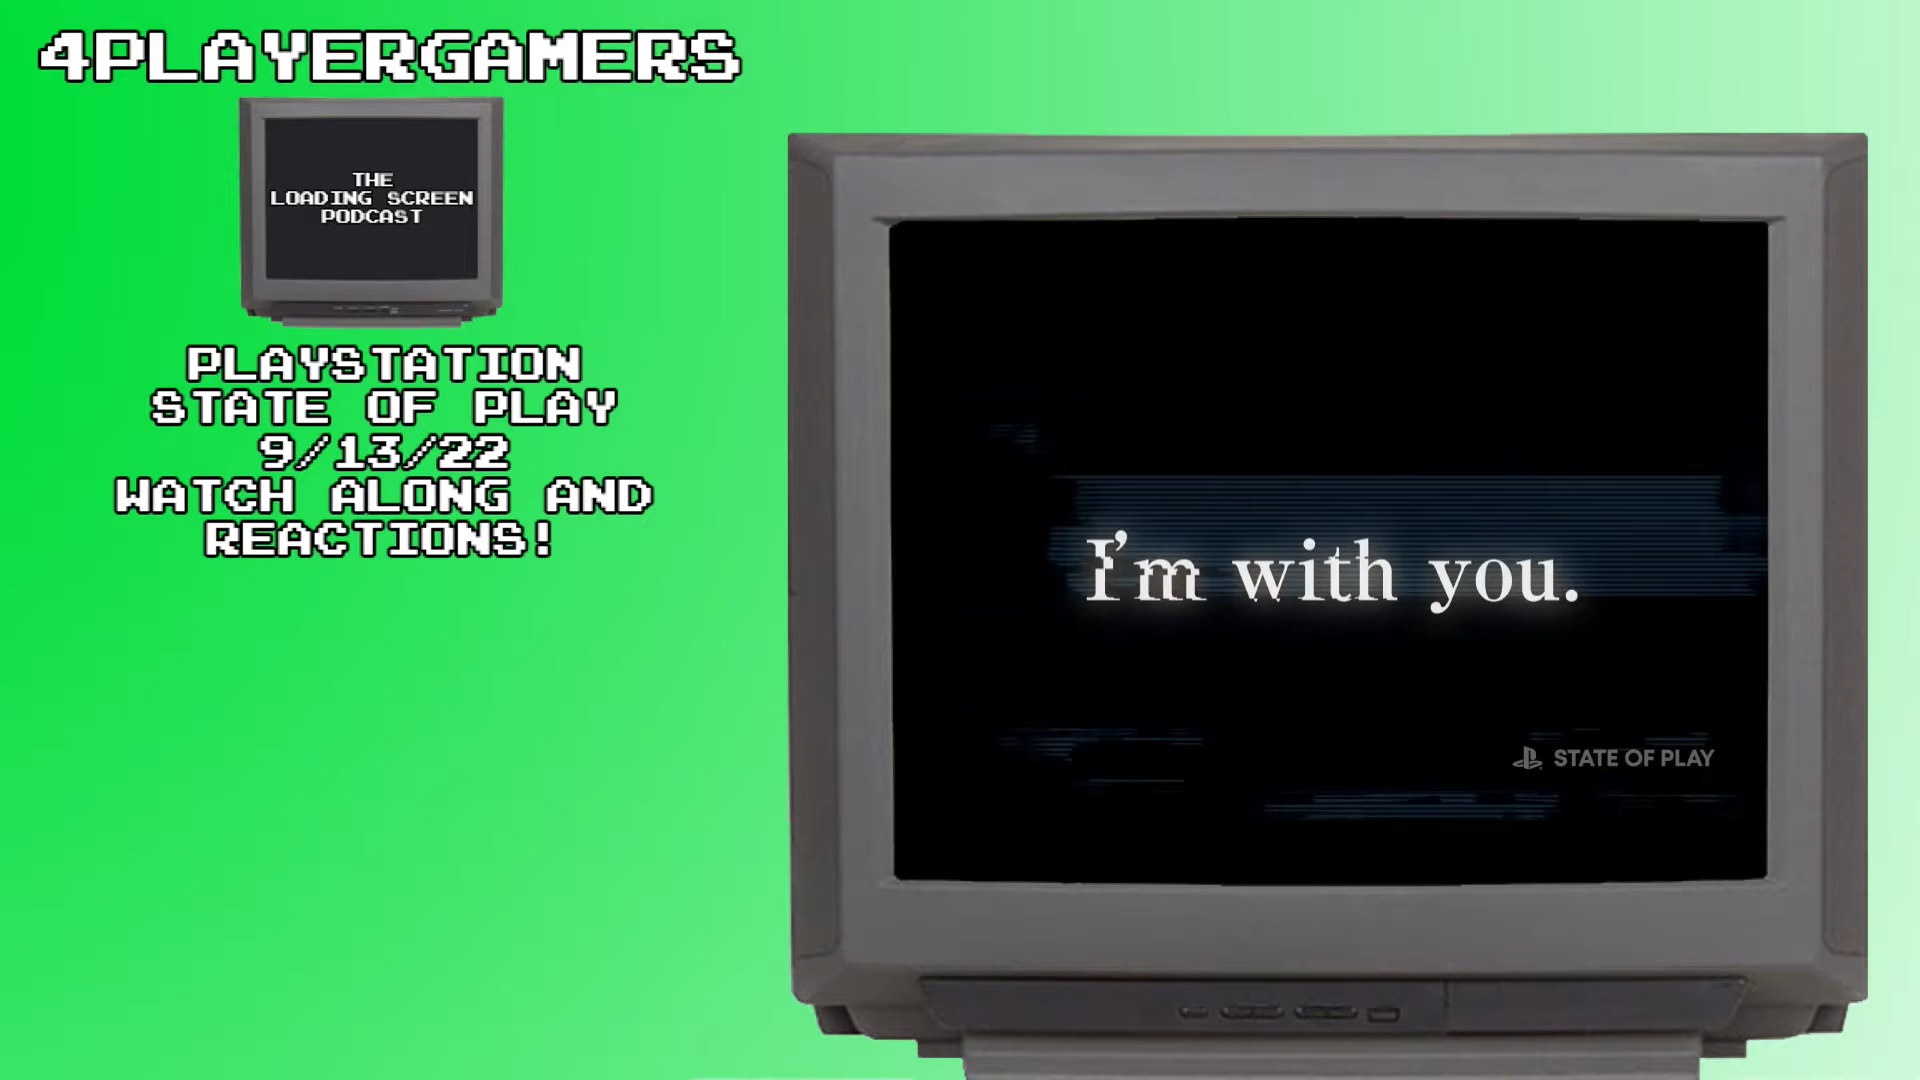 4PLAYERGAMERS
THE
LOADING SCREEN
PODCAST
PLAYSTATION
STATE OF PLAY
9/13/22
WATCH ALONG AND
REACTIONS!
I'm with you.
STATE OF PLAY